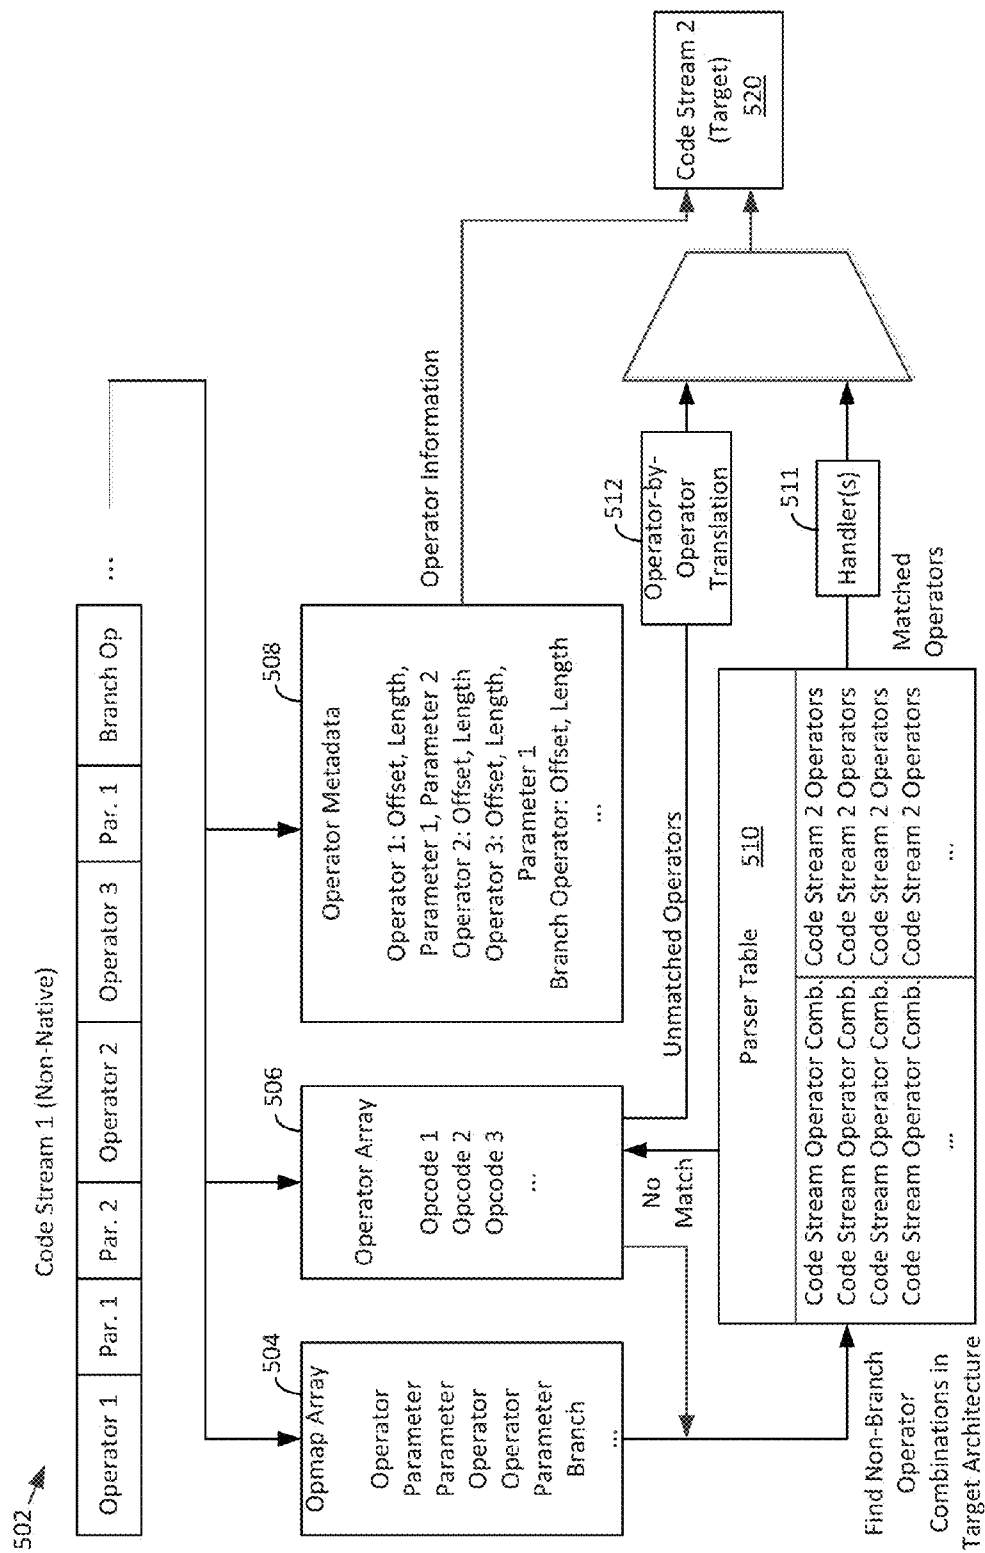 502
Code Stream 1 (Non-Native)
Operator 1
Par. 1
Par. 2
Operator 2
Operator 3
Par. 1
Branch Op
...
504
Opmap Array
Operator
Parameter
Parameter
Operator
Operator
Parameter
Branch
...
506
Operator Array
Opcode 1
Opcode 2
Opcode 3
...
508
Operator Metadata
Operator 1: Offset, Length,
Parameter 1, Parameter 2
Operator 2: Offset, Length
Operator 3: Offset, Length,
Parameter 1
Branch Operator: Offset, Length
...
Operator Information
No
Match
Unmatched Operators
512
Operator-by-
Operator
Translation
Find Non-Branch
Operator
Combinations in
Target Architecture
Parser Table
510
Code Stream Operator Comb.
Code Stream 2 Operators
Code Stream Operator Comb.
Code Stream 2 Operators
Code Stream Operator Comb.
Code Stream 2 Operators
Code Stream Operator Comb.
Code Stream 2 Operators
...
...
511
Handler(s)
Matched
Operators
Code Stream 2
(Target)
520